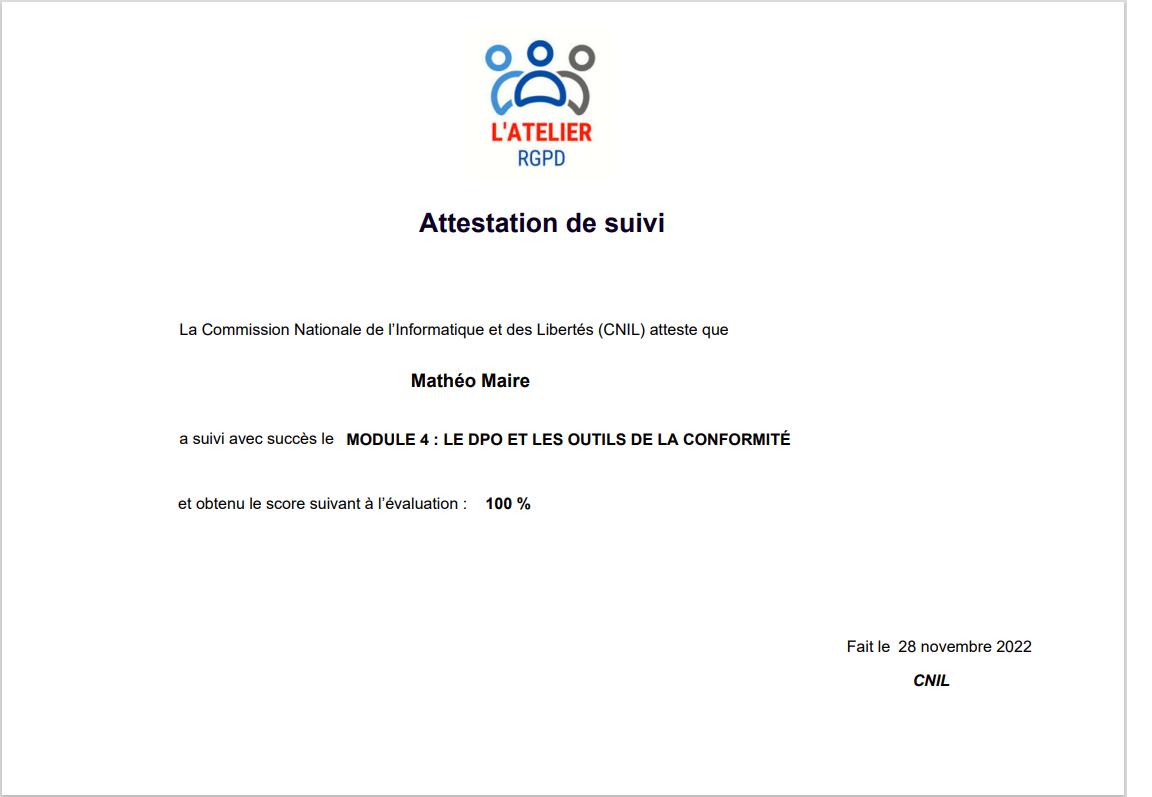 L'ATELIER
RGPD
Attestation de suivi
La Commission Nationale de l’Informatique et des Libertés (CNIL) atteste que
Mathéo Maire
a suivi avec succès le MODULE 4 : LE DPO ET LES OUTILS DE LA CONFORMITÉ
et obtenu le score suivant à l’évaluation : 100 %
Fait le 28 novembre 2022
CNIL